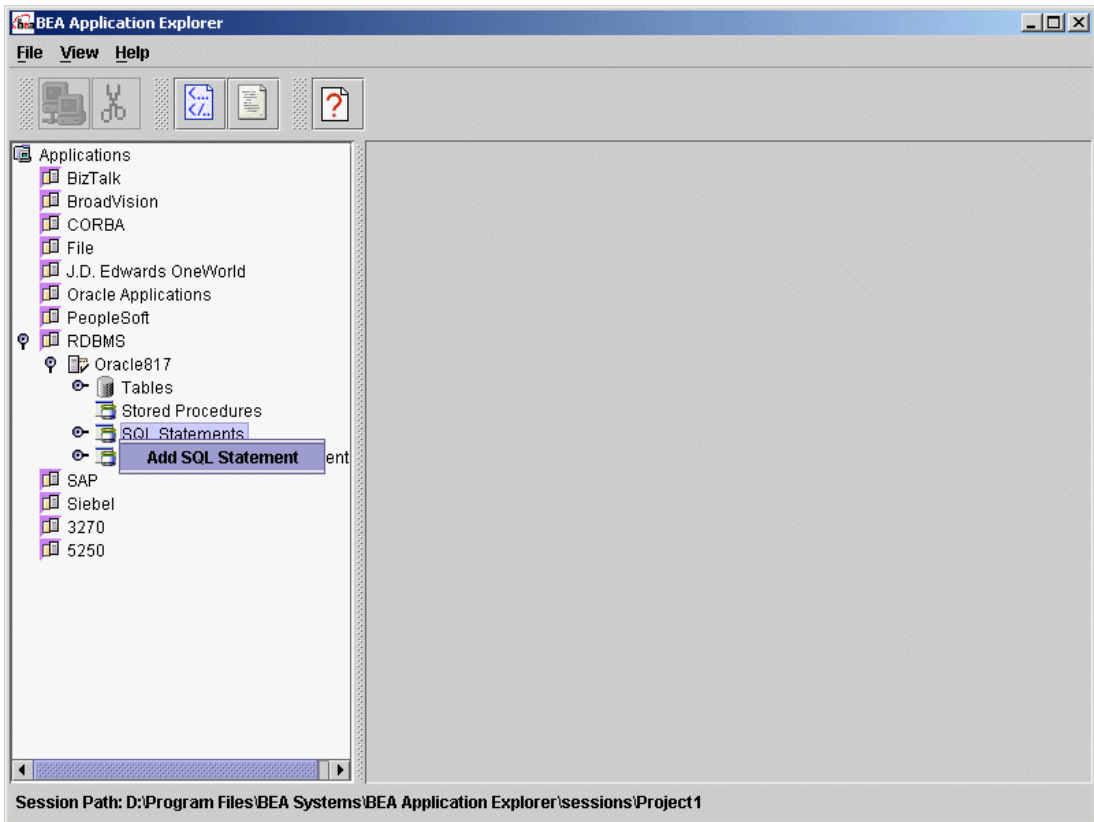 BEA Application Explorer
File View Help
Applications
BizTalk
BroadVision
CORBA
File
J.D. Edwards OneWorld
Oracle Applications
PeopleSoft
RDBMS
Oracle817
Tables
Stored Procedures
SQL Statements
Add SQL Statement
SAP
Siebel
3270
5250
Session Path: D:\Program Files\BEA Systems\BEA Application Explorer\sessions\Project1